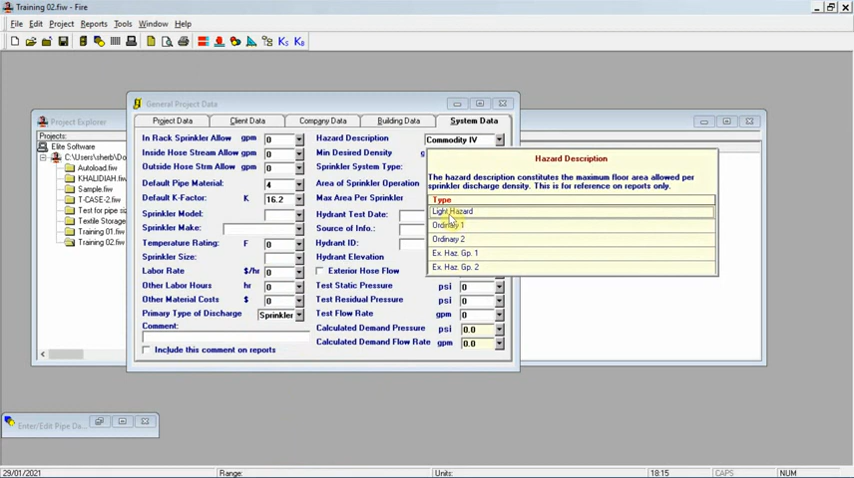 Training 02.fiw - Fire
File Edit Project Reports Tools Window Help
KS KB
General Project Data
Project Data Client Data Company Data Building Data System Data
Project Explorer
Projects:
Elite Software
C:\Users\sherb\Do
Autoload.fiw
KHALIDIAH (C
Sample.fiw
T-CASE-2.fiw
Test for pipe si
Textile Storage
Training 01.fiw
Training 02.fiw
In Rack Sprinkler Allow gpm 0
Inside Hose Stream Allow gpm 0
Outside Hose Strm Allow gpm 0
Default Pipe Material: 4
Default K-Factor: K 16.2
Sprinkler Model:
Sprinkler Make:
Temperature Rating: F 0
Sprinkler Size:
Labor Rate $/hr 0
Other Labor Hours hr 0
Other Material Costs $ 0
Primary Type of Discharge Sprinkler
Comment:
Include this comment on reports
Hazard Description Commodity IV
Min Desired Density g
Sprinkler System Type:
Area of Sprinkler Operation
Max Area Per Sprinkler
Hydrant Test Date:
Source of Info.:
Hydrant ID:
Hydrant Elevation
Exterior Hose Flow
Test Static Pressure psi 0
Test Residual Pressure psi 0
Test Flow Rate gpm 0
Calculated Demand Pressure psi 0.0
Calculated Demand Flow Rate gpm 0.0
Hazard Description
The hazard description constitutes the maximum floor area allowed per
sprinkler discharge density. This is for reference on reports only.
Type
Light Hazard
Ordinary 1
Ordinary 2
Ex. Haz. Gp. 1
Ex. Haz. Gp. 2
Enter/Edit Pipe Da...
29/01/2021 Range: Units: 18:15 CAPS NUM